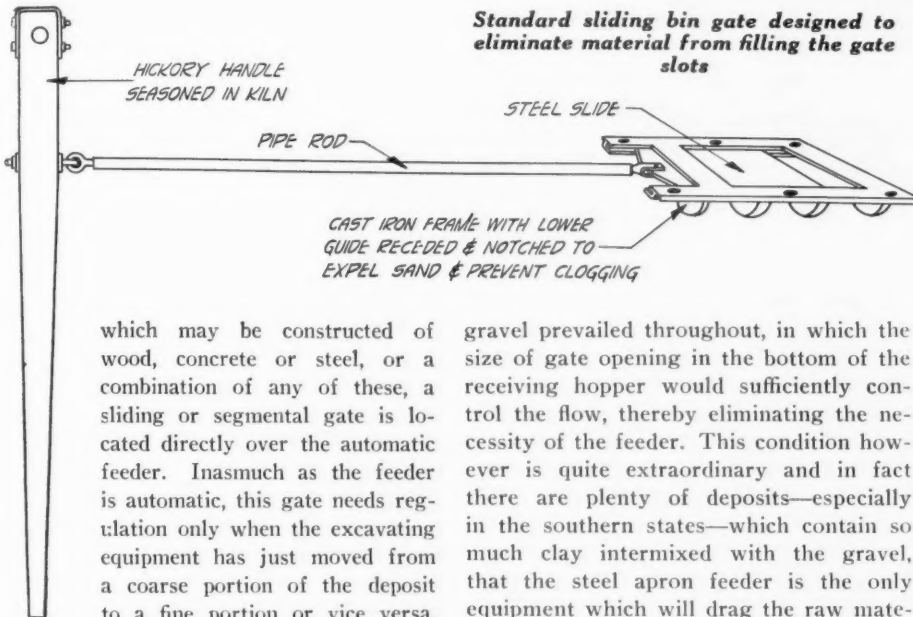 Standard sliding bin gate designed to
eliminate material from filling the gate
slots
HICKORY HANDLE
SEASONED IN KILN
PIPE ROD
STEEL SLIDE
CAST IRON FRAME WITH LOWER
GUIDE RECEDED & NOTCHED TO
EXPEL SAND & PREVENT CLOGGING
which may be constructed of
wood, concrete or steel, or a
combination of any of these, a
sliding or segmental gate is lo-
cated directly over the automatic
feeder. Inasmuch as the feeder
is automatic, this gate needs reg-
ulation only when the excavating
equipment has just moved from
a coarse portion of the deposit
to a fine portion or vice versa.
gravel prevailed throughout, in which the
size of gate opening in the bottom of the
receiving hopper would sufficiently con-
trol the flow, thereby eliminating the ne-
cessity of the feeder. This condition how-
ever is quite extraordinary and in fact
there are plenty of deposits—especially
in the southern states—which contain so
much clay intermixed with the gravel,
that the steel apron feeder is the only
equipment which will drag the raw mate-